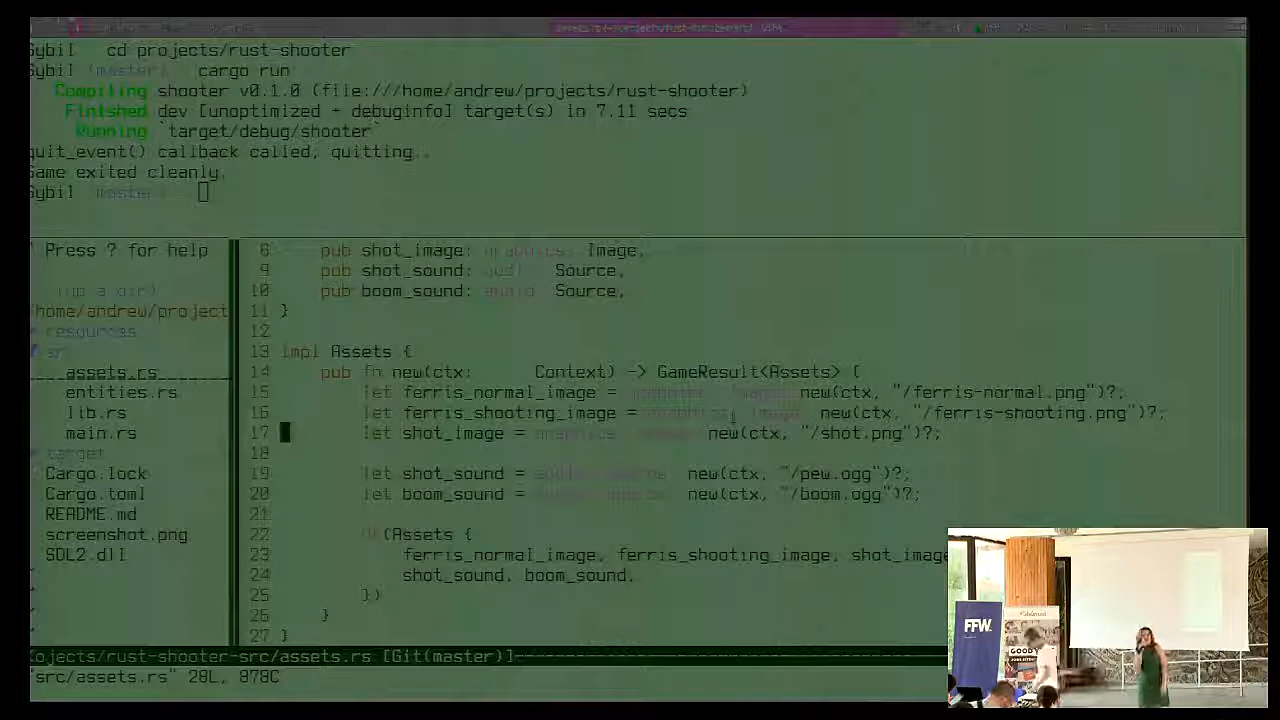 cd projects/rust-shooter
(master) cargo run
Compiling shooter v0.1.0 (file:///home/andrew/projects/rust-shooter)
Finished dev [unoptimized + debuginfo] target(s) in 7.11 secs
Running `target/debug/shooter`
quit_event() callback called, quitting..
Game exited cleanly.
(master)
Press ? for help
(up a dir)
/home/andrew/project
resources
src
assets.rs
entities.rs
lib.rs
main.rs
target
Cargo.lock
Cargo.toml
README.md
screenshot.png
SDL2.dll
8 pub shot_image: graphics Image,
9 pub shot_sound: audio Source,
10 pub boom_sound: audio Source,
11 }
12
13 impl Assets {
14 pub fn new(ctx: Context) -> GameResult<Assets> {
15 let ferris_normal_image = new(ctx, "/ferris-normal.png")?;
16 let ferris_shooting_image = new(ctx, "/ferris-shooting.png")?;
17 let shot_image = new(ctx, "/shot.png")?;
18
19 let shot_sound = new(ctx, "/pew.ogg")?;
20 let boom_sound = new(ctx, "/boom.ogg")?;
21
22 (Assets {
23 ferris_normal_image, ferris_shooting_image, shot_image
24 shot_sound, boom_sound,
25 })
26 }
27 }
ojects/rust-shooter-src/assets.rs [Git(master)]
"src/assets.rs" 28L, 878C
FFW.
GOOD